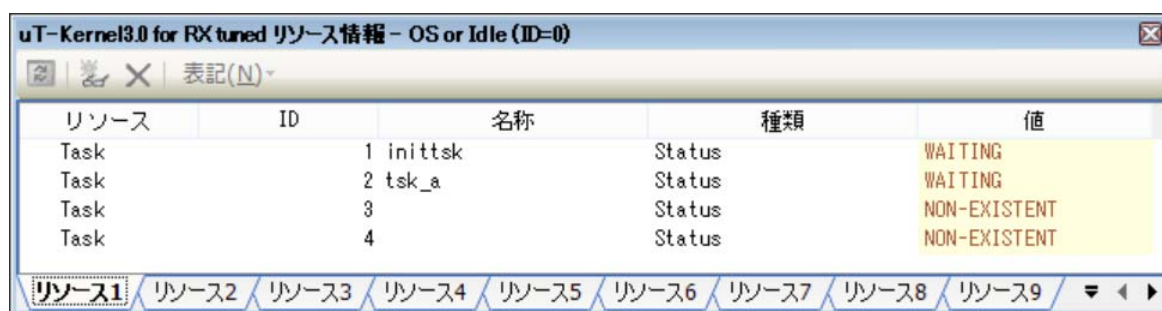 uT-Kernel3.0 for RX tuned リソース情報 - OS or Idle (ID=0)
表記(N)
リソース ID 名称 種類 値
Task 1 inittsk Status WAITING
Task 2 tsk_a Status WAITING
Task 3 Status NON-EXISTENT
Task 4 Status NON-EXISTENT
リソース1 リソース2 リソース3 リソース4 リソース5 リソース6 リソース7 リソース8 リソース9